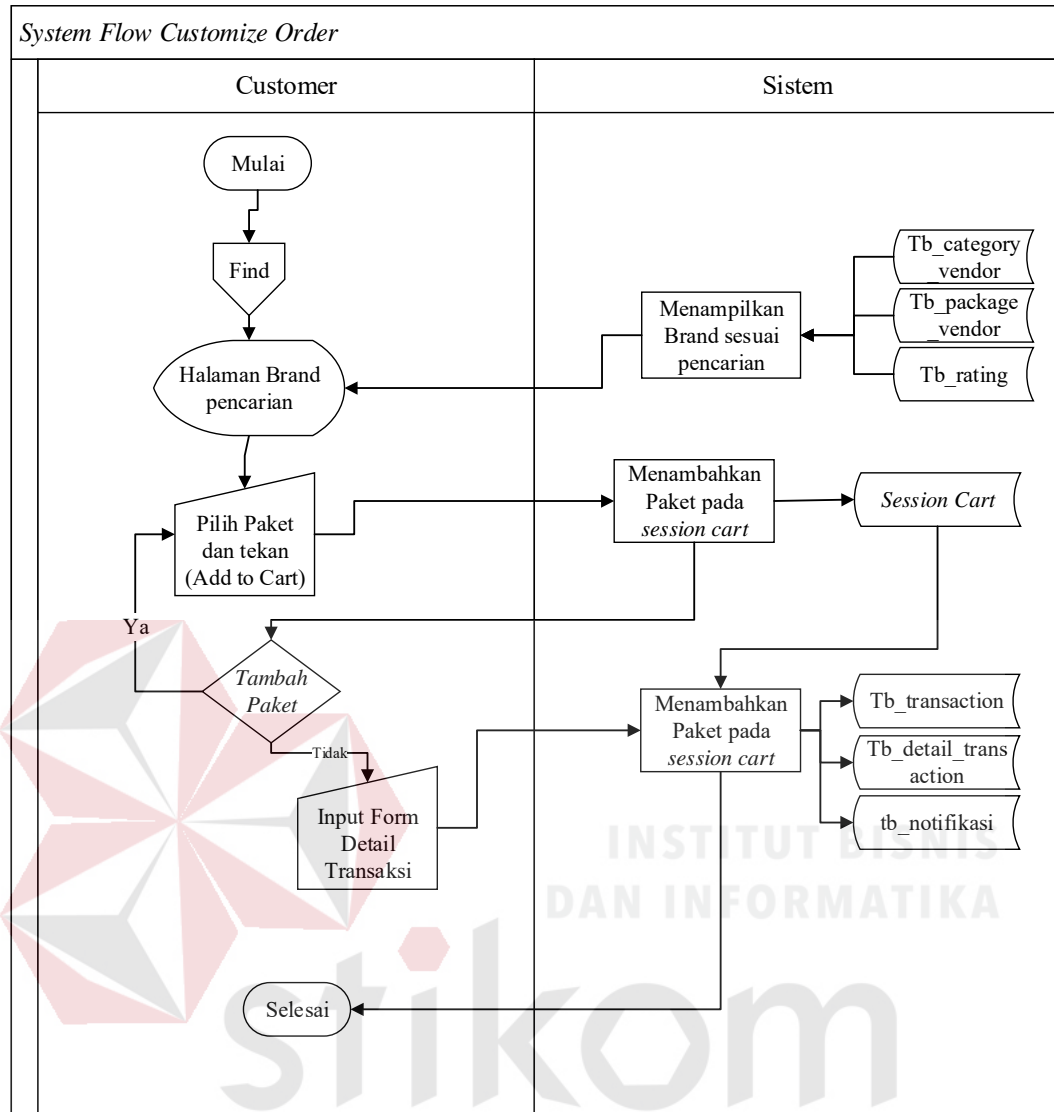 System Flow Customize Order
Customer
Sistem
Mulai
Find
Tb_category
_vendor
Menampilkan
Brand sesuai
pencarian
Tb_package
_vendor
Tb_rating
Halaman Brand
pencarian
Pilih Paket
dan tekan
(Add to Cart)
Menambahkan
Paket pada
session cart
Session Cart
Ya
Tambah
Paket
Tidak
Menambahkan
Paket pada
session cart
Tb_transaction
Tb_detail_trans
action
tb_notifikasi
Input Form
Detail
Transaksi
INSTITUT BISNIS
DAN INFORMATIKA
stikom
Selesai